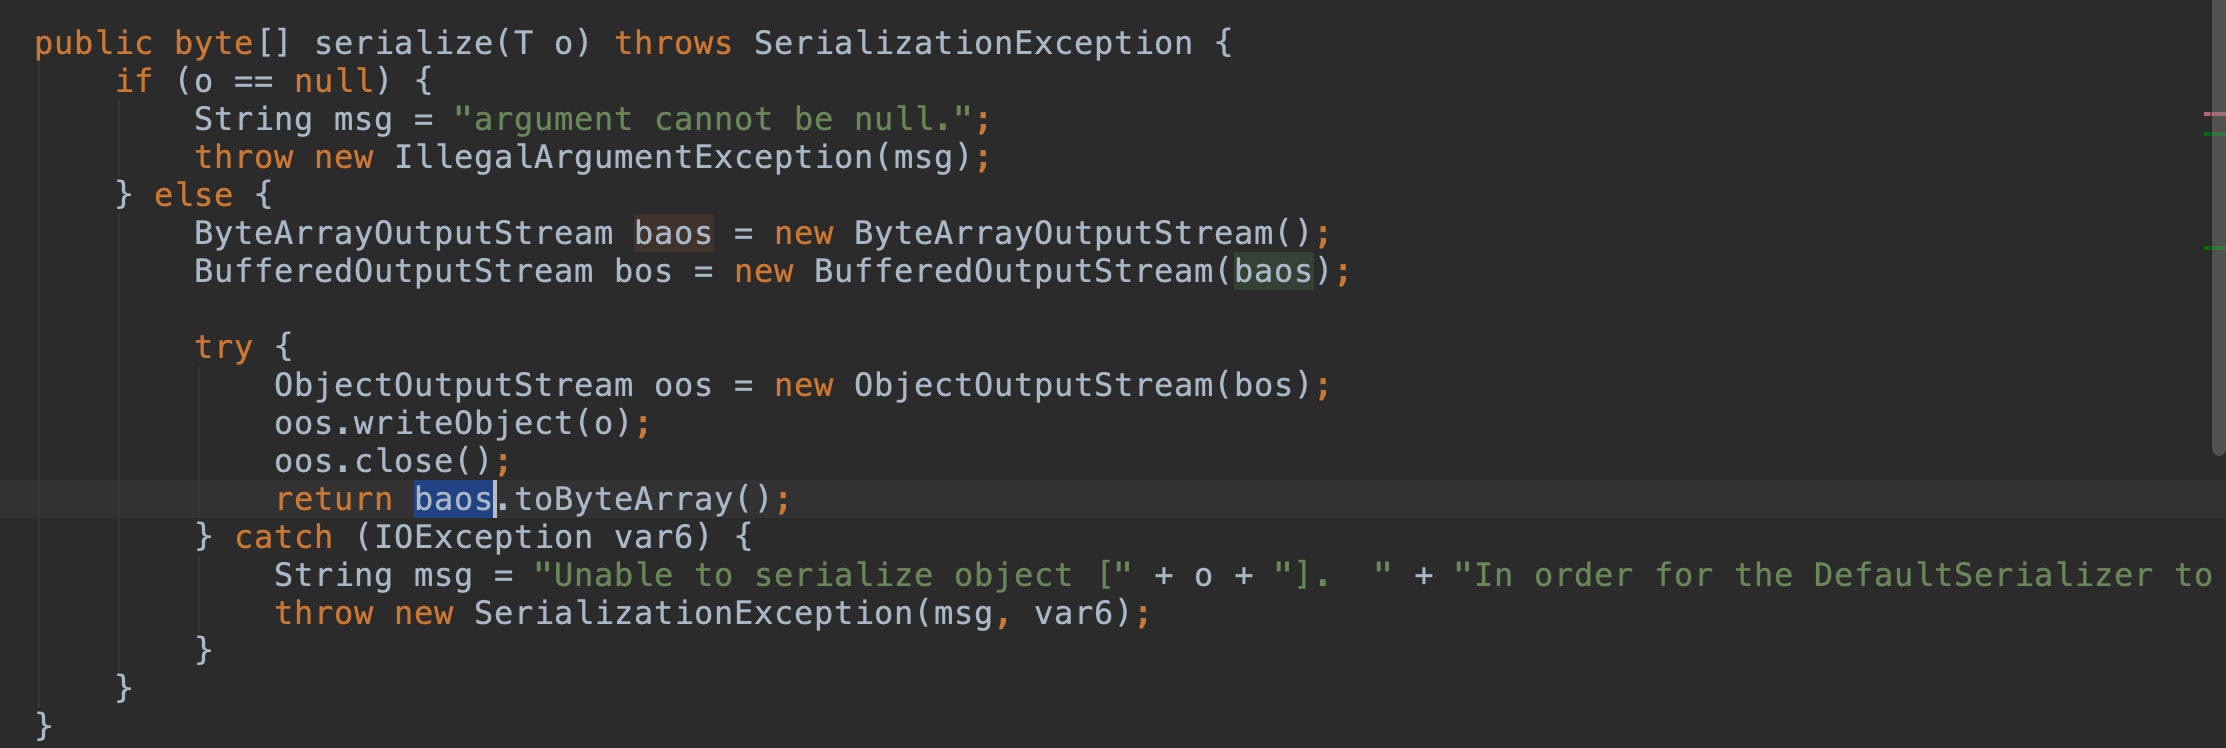 public byte[] serialize(T o) throws SerializationException {
    if (o == null) {
        String msg = "argument cannot be null.";
        throw new IllegalArgumentException(msg);
    } else {
        ByteArrayOutputStream baos = new ByteArrayOutputStream();
        BufferedOutputStream bos = new BufferedOutputStream(baos);

        try {
            ObjectOutputStream oos = new ObjectOutputStream(bos);
            oos.writeObject(o);
            oos.close();
            return baos.toByteArray();
        } catch (IOException var6) {
            String msg = "Unable to serialize object [" + o + "].  " + "In order for the DefaultSerializer to
            throw new SerializationException(msg, var6);
        }
    }
}